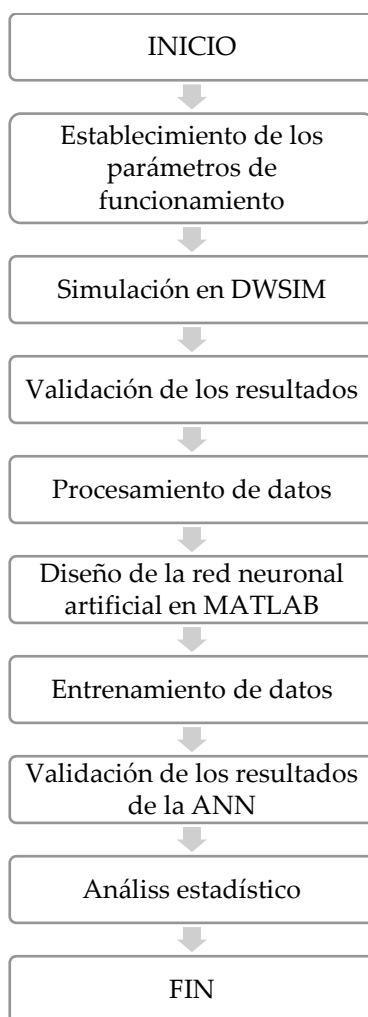 INICIO
Establecimiento de los
parámetros de
funcionamiento
Simulación en DWSIM
Validación de los resultados
Procesamiento de datos
Diseño de la red neuronal
artificial en MATLAB
Entrenamiento de datos
Validación de los resultados
de la ANN
Análiss estadístico
FIN